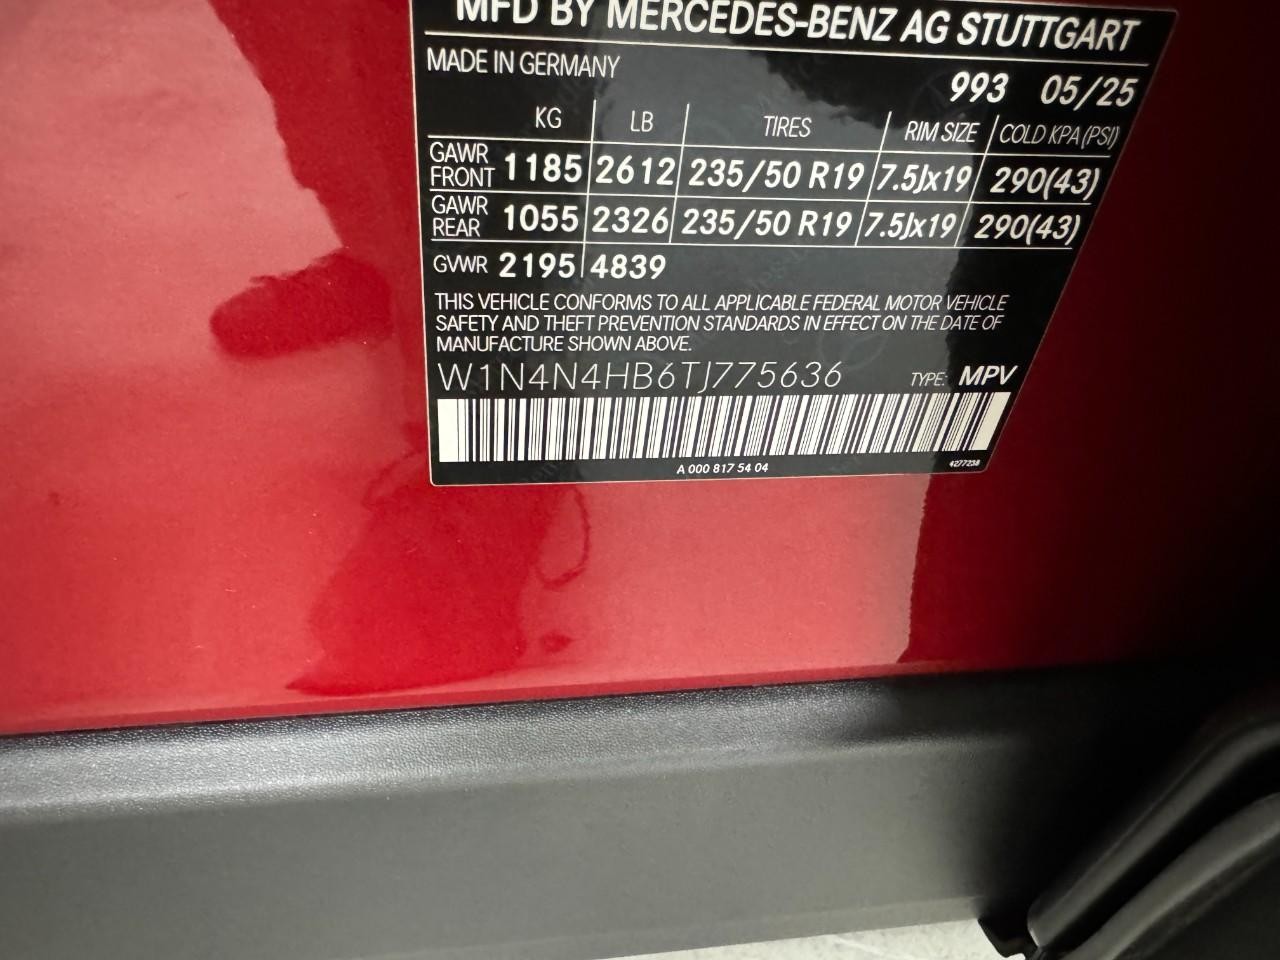 MFD BY MERCEDES-BENZ AG STUTTGART
MADE IN GERMANY
993 05/25
KG LB TIRES RIM SIZE COLD KPA (PSI)
GAWR FRONT 1185 2612 235/50 R19 7.5Jx19 290(43)
GAWR REAR 1055 2326 235/50 R19 7.5Jx19 290(43)
GVWR 2195 4839
THIS VEHICLE CONFORMS TO ALL APPLICABLE FEDERAL MOTOR VEHICLE
SAFETY AND THEFT PREVENTION STANDARDS IN EFFECT ON THE DATE OF
MANUFACTURE SHOWN ABOVE.
W1N4N4HB6TJ775636 TYPE: MPV
A 000 817 54 04 4277238